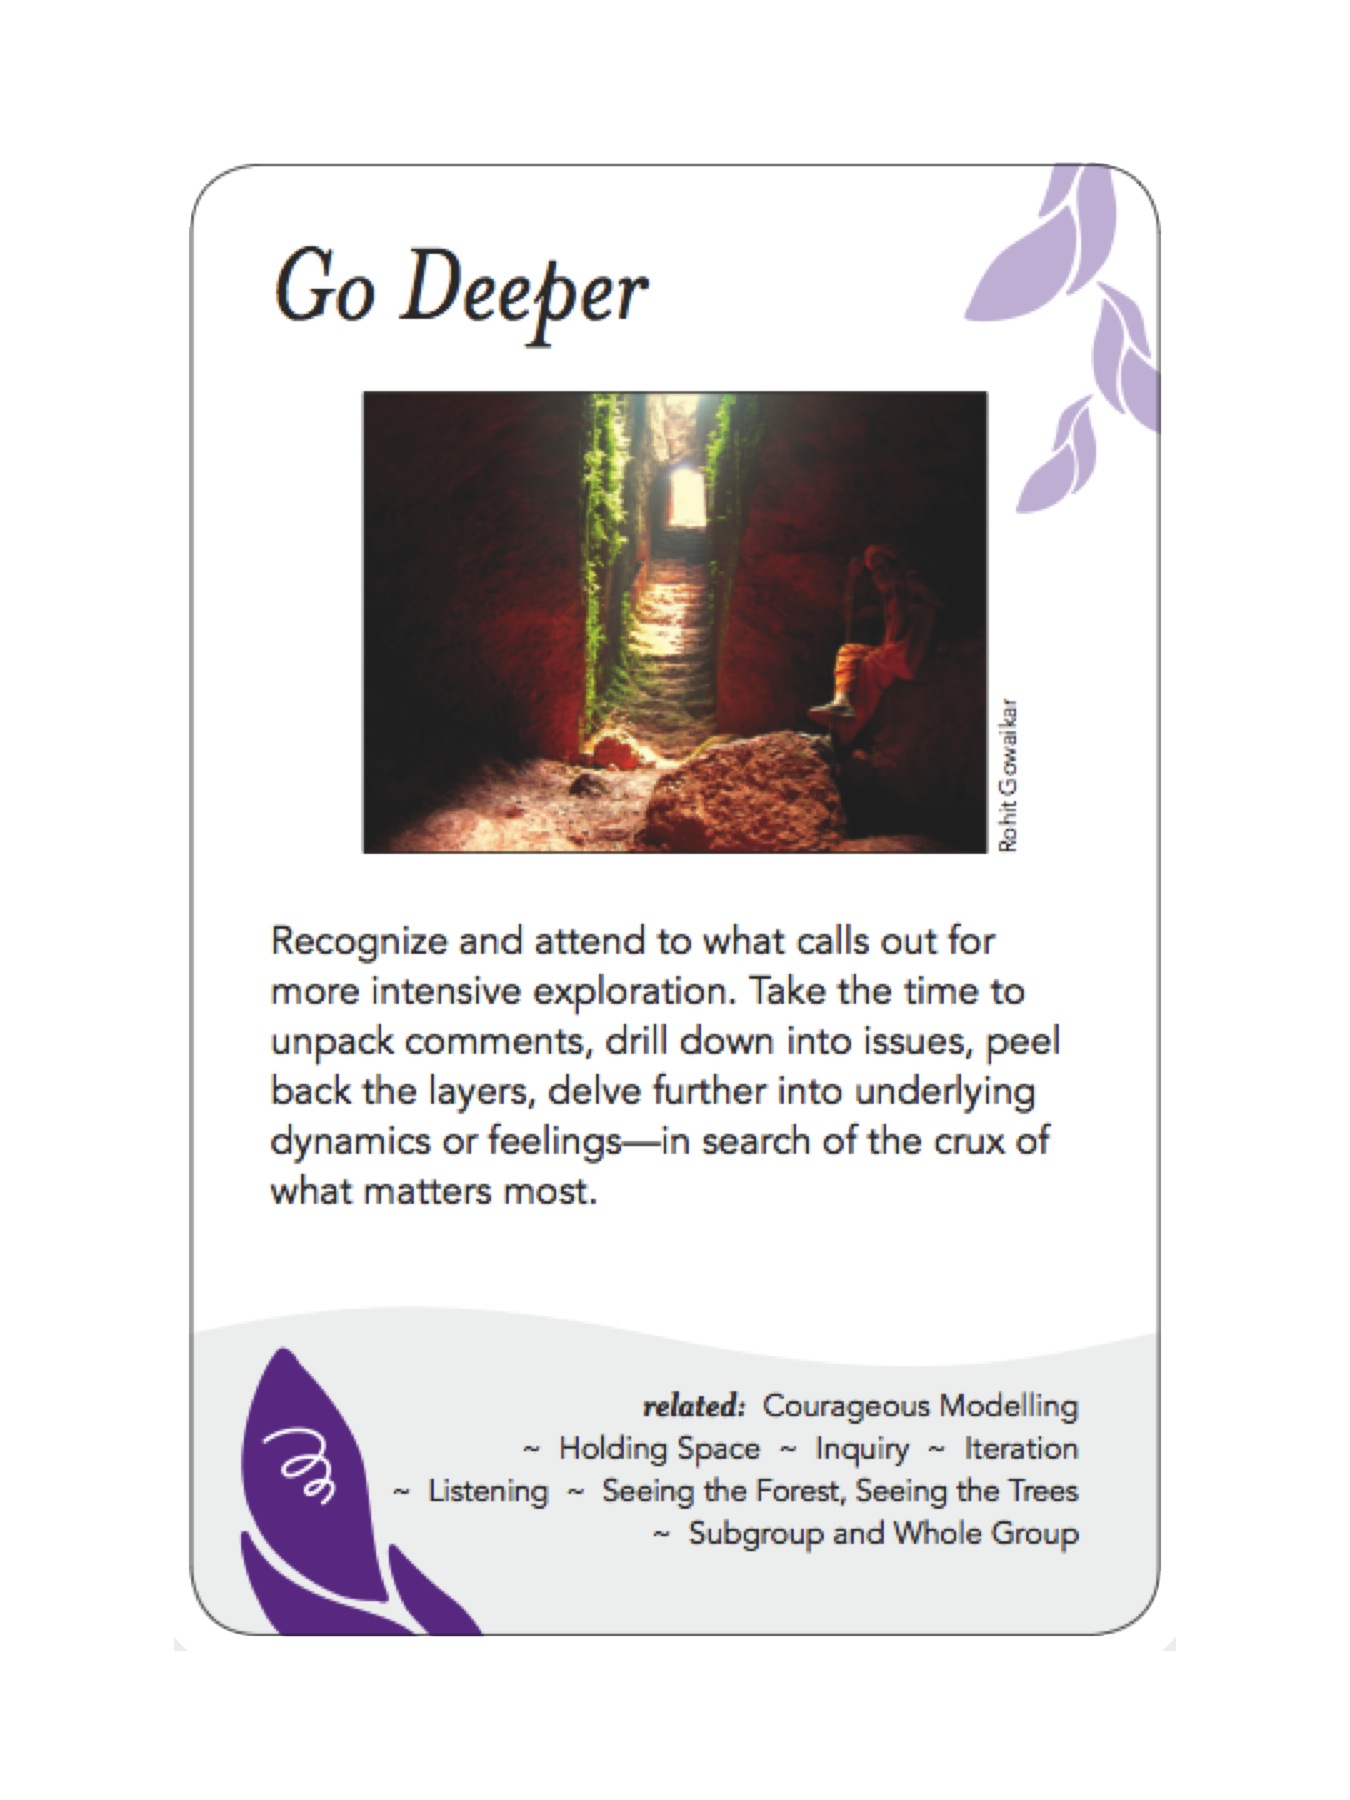 Go Deeper
Rohit Gowaikar
Recognize and attend to what calls out for
more intensive exploration. Take the time to
unpack comments, drill down into issues, peel
back the layers, delve further into underlying
dynamics or feelings—in search of the crux of
what matters most.
related: Courageous Modelling
~ Holding Space ~ Inquiry ~ Iteration
~ Listening ~ Seeing the Forest, Seeing the Trees
~ Subgroup and Whole Group